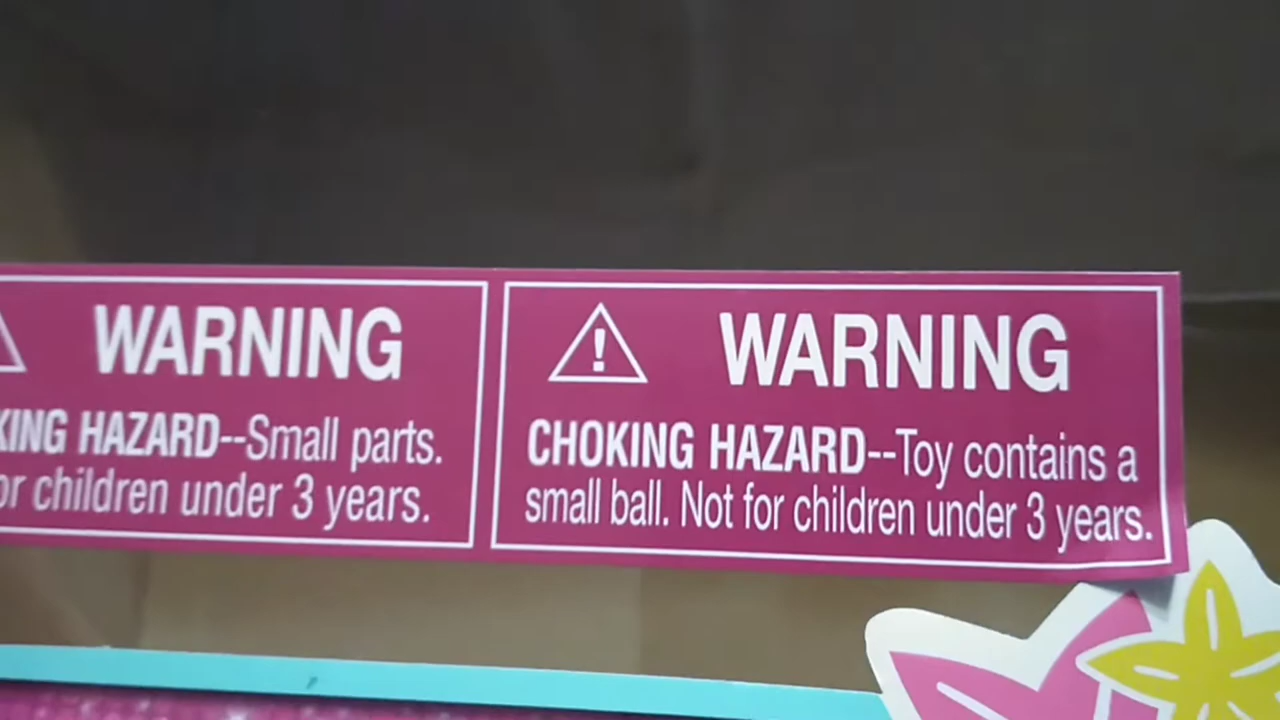 WARNING
HAZARD--Small parts.
children under 3 years.
WARNING
CHOKING HAZARD--Toy contains a
small ball. Not for children under 3 years.